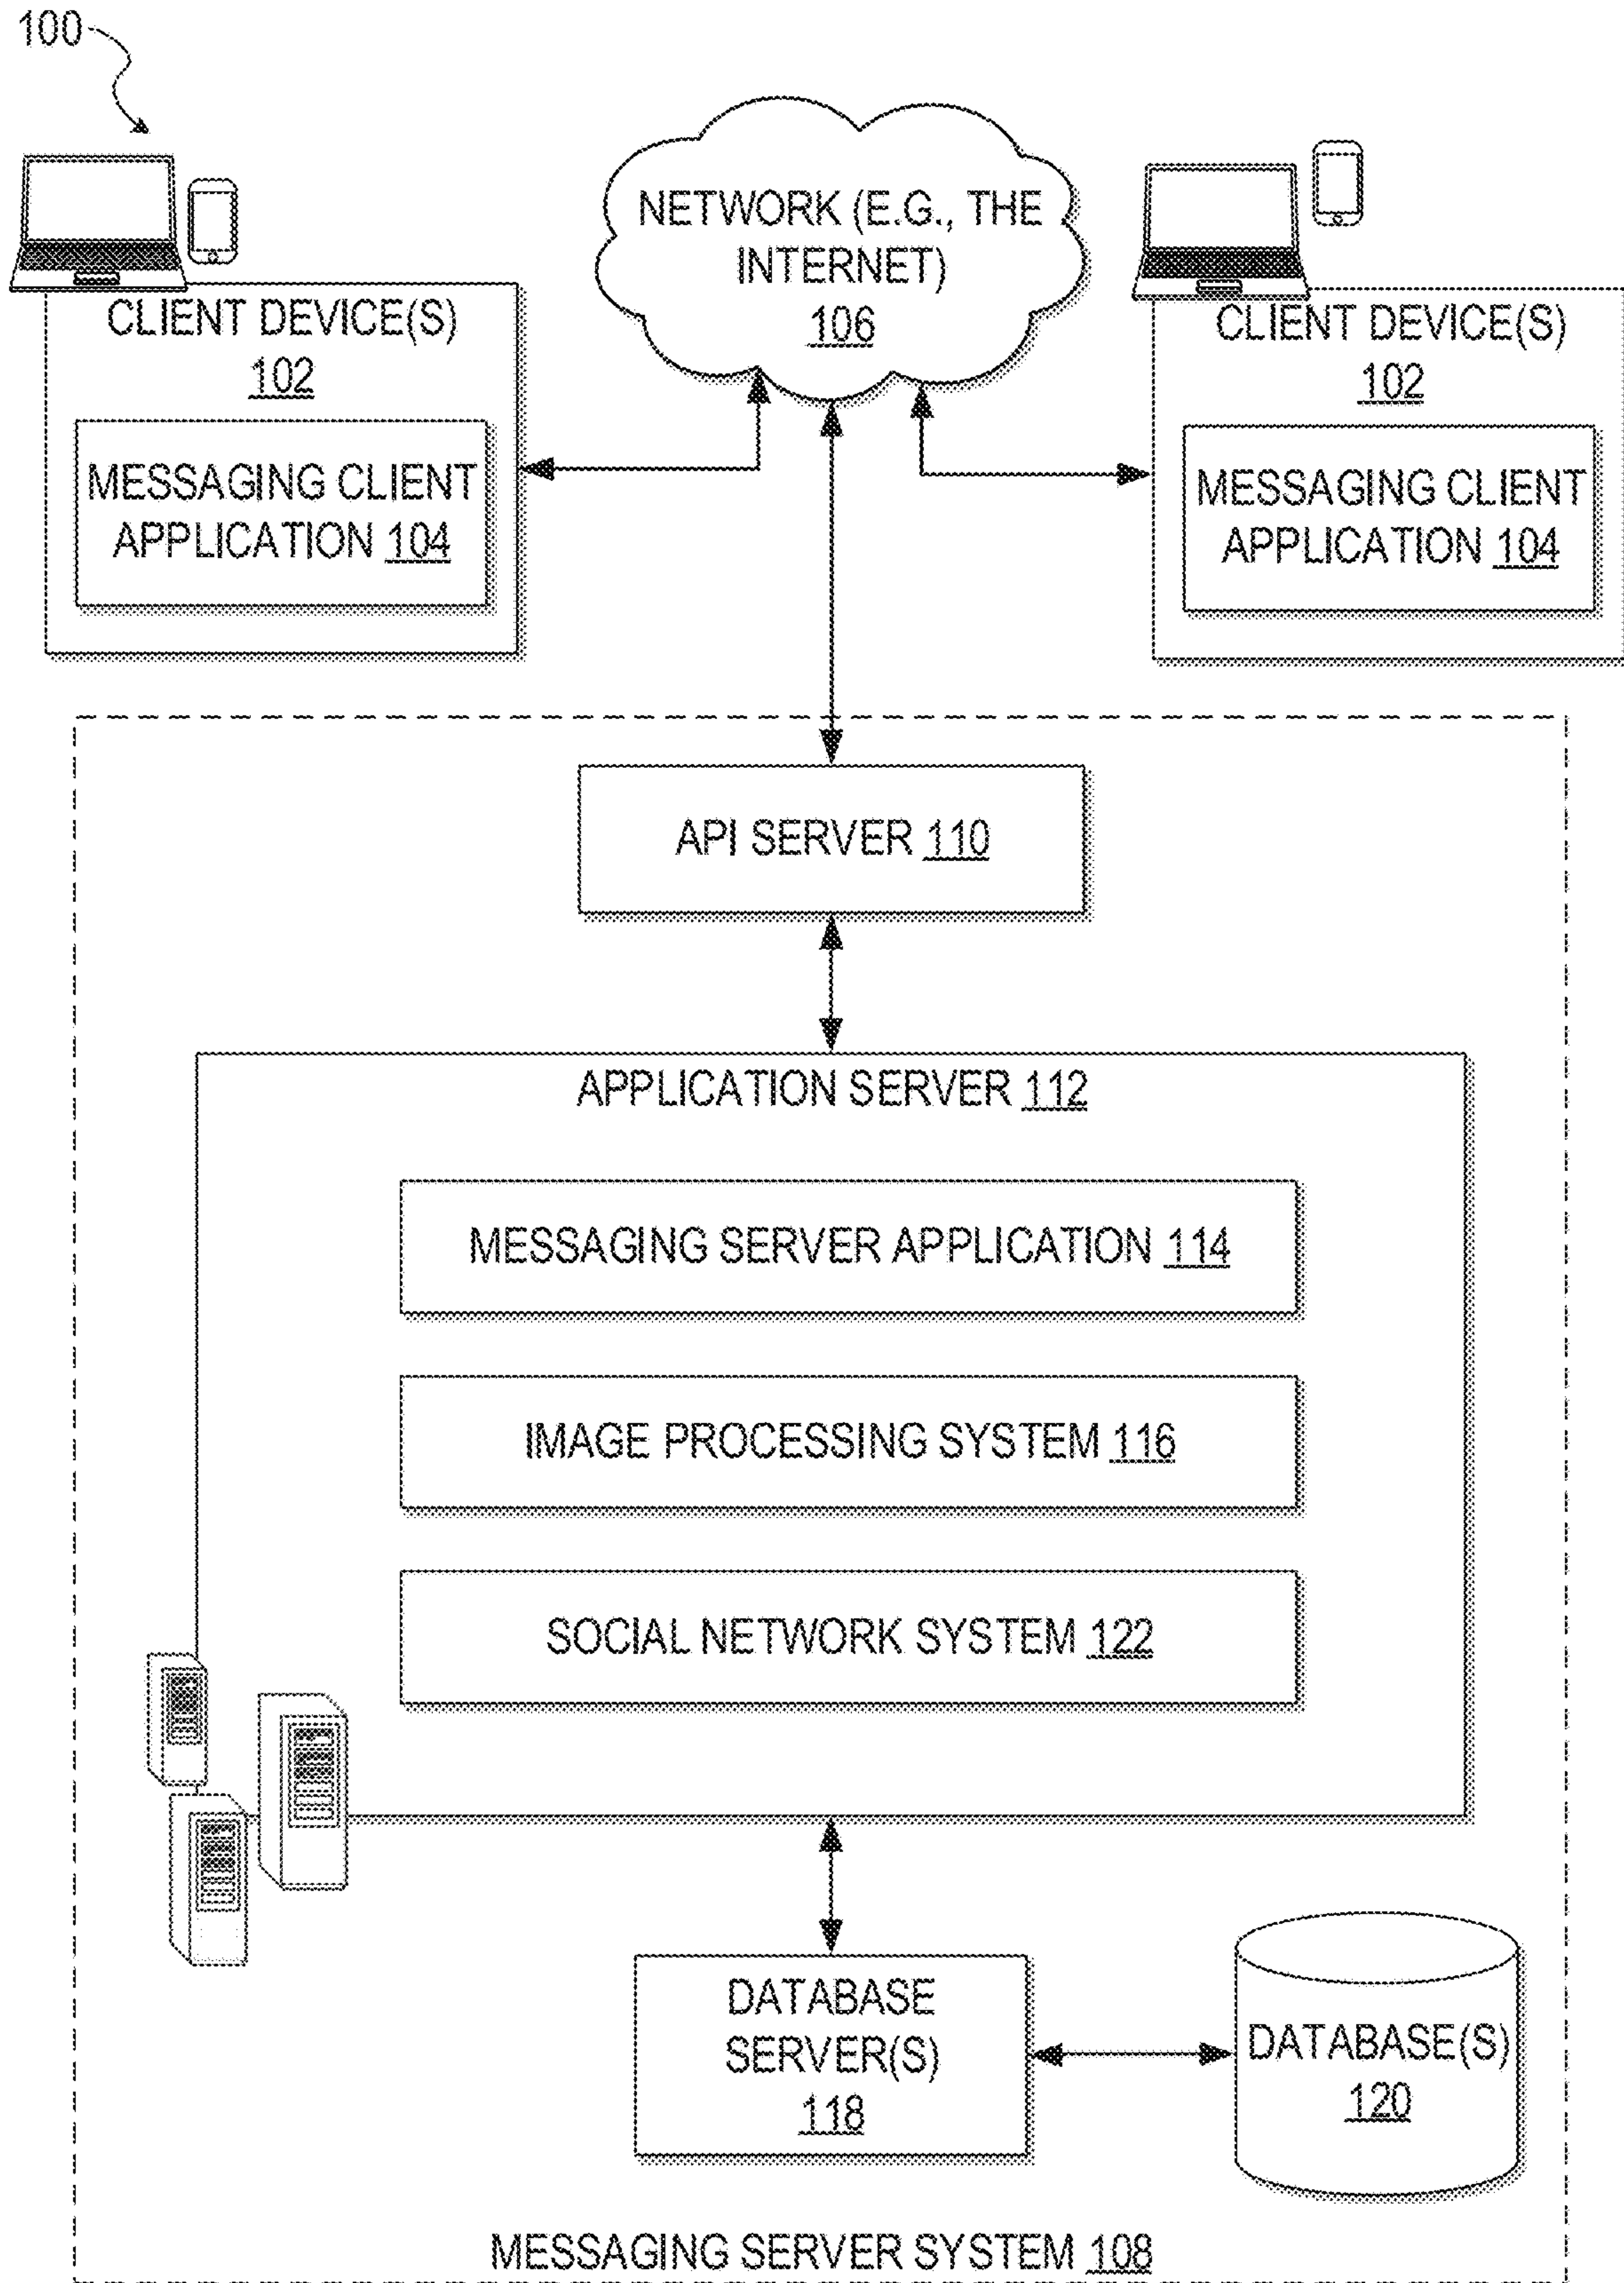 100
NETWORK (E.G., THE
INTERNET)
106
CLIENT DEVICE(S)
102
MESSAGING CLIENT
APPLICATION 104
CLIENT DEVICE(S)
102
MESSAGING CLIENT
APPLICATION 104
API SERVER 110
APPLICATION SERVER 112
MESSAGING SERVER APPLICATION 114
IMAGE PROCESSING SYSTEM 116
SOCIAL NETWORK SYSTEM 122
DATABASE
SERVER(S)
118
DATABASE(S)
120
MESSAGING SERVER SYSTEM 108